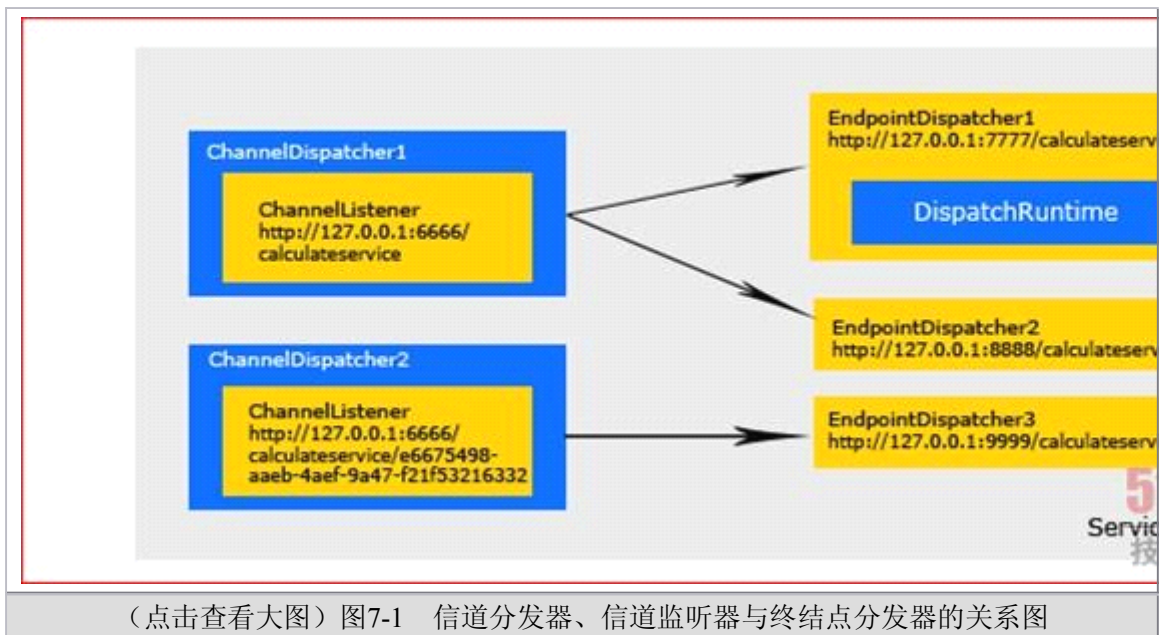 ChannelDispatcher1
ChannelListener
http://127.0.0.1:6666/
calculateservice
ChannelDispatcher2
ChannelListener
http://127.0.0.1:6666/
calculateservice/e6675498-
aaeb-4aef-9a47-f21f53216332
EndpointDispatcher1
http://127.0.0.1:7777/calculateserv
DispatchRuntime
EndpointDispatcher2
http://127.0.0.1:8888/calculateserv
EndpointDispatcher3
http://127.0.0.1:9999/calculateserv
5
Servic
技
（点击查看大图）图7-1 信道分发器、信道监听器与终结点分发器的关系图